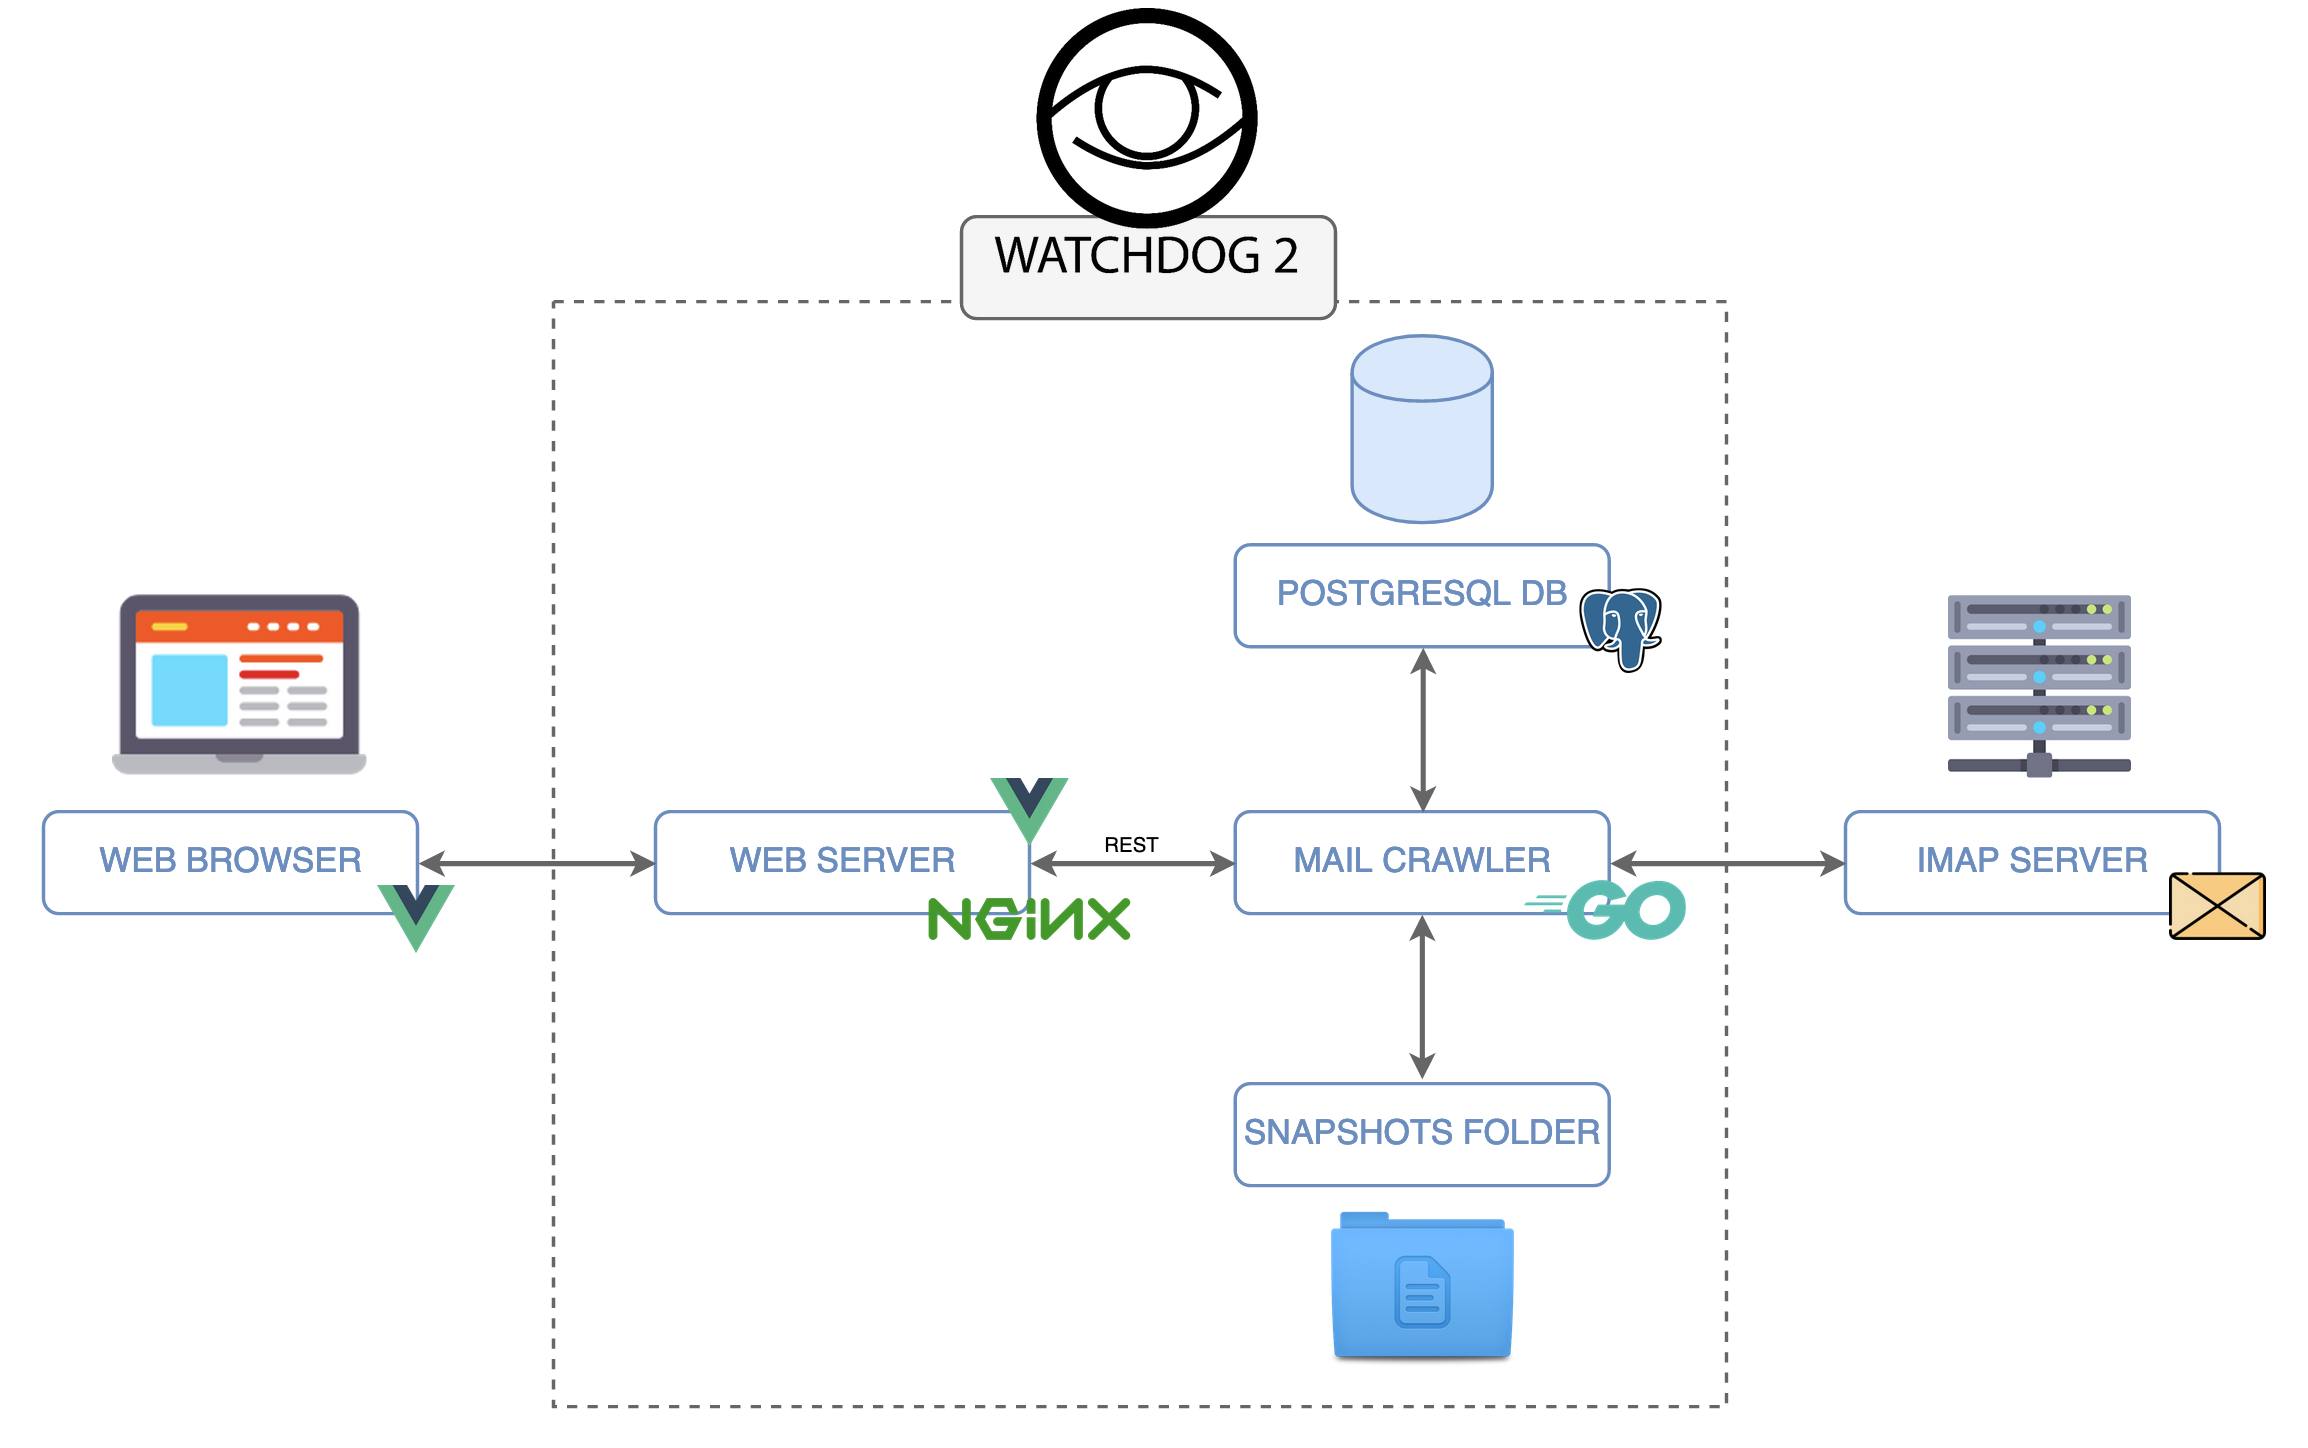 WATCHDOG 2
POSTGRESQL DB
WEB BROWSER
WEB SERVER
REST
MAIL CRAWLER
IMAP SERVER
NGiNX
GO
SNAPSHOTS FOLDER